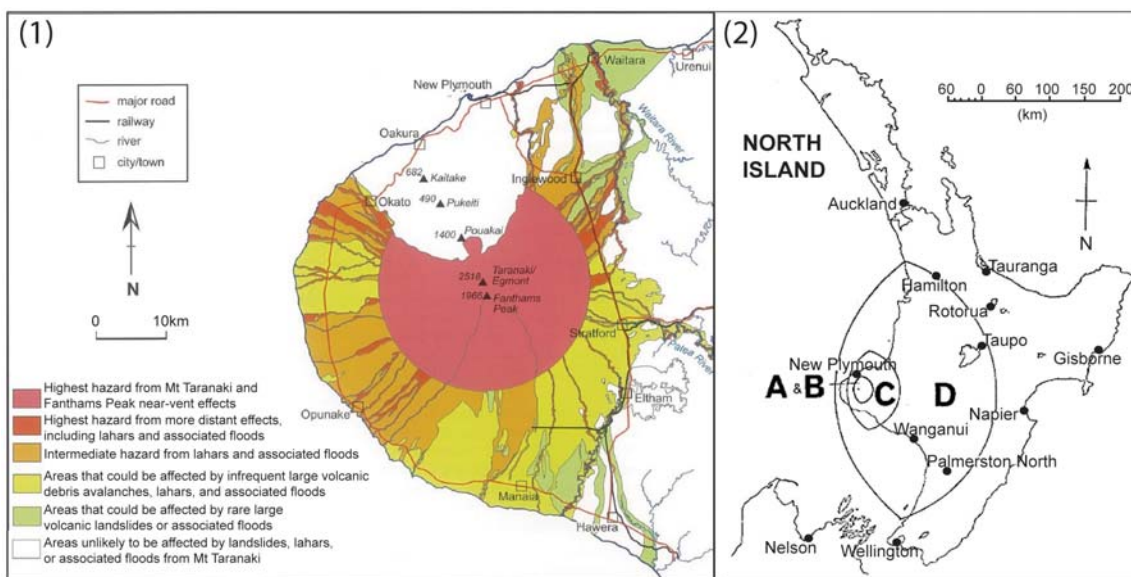 (1)
major road
railway
river
city/town
N
0 10km
New Plymouth
Waitara
Urenui
Waitara River
Oakura
682 Kaitake
490 Pukeiti
Inglewood
Okato
1400 Pouakai
2518 Taranaki/
Egmont
1966 Fanthams
Peak
Stratford
Patea River
Eltham
Opunake
Manaia
Hawera
Highest hazard from Mt Taranaki and
Fanthams Peak near-vent effects
Highest hazard from more distant effects,
including lahars and associated floods
Intermediate hazard from lahars and associated floods
Areas that could be affected by infrequent large volcanic
debris avalanches, lahars, and associated floods
Areas that could be affected by rare large
volcanic landslides or associated floods
Areas unlikely to be affected by landslides, lahars,
or associated floods from Mt Taranaki
(2)
60 0 60 100 150 200
(km)
NORTH
ISLAND
N
Auckland
Tauranga
Hamilton
Rotorua
Taupo
Gisborne
New Plymouth
A & B C D
Napier
Wanganui
Palmerston North
Nelson
Wellington